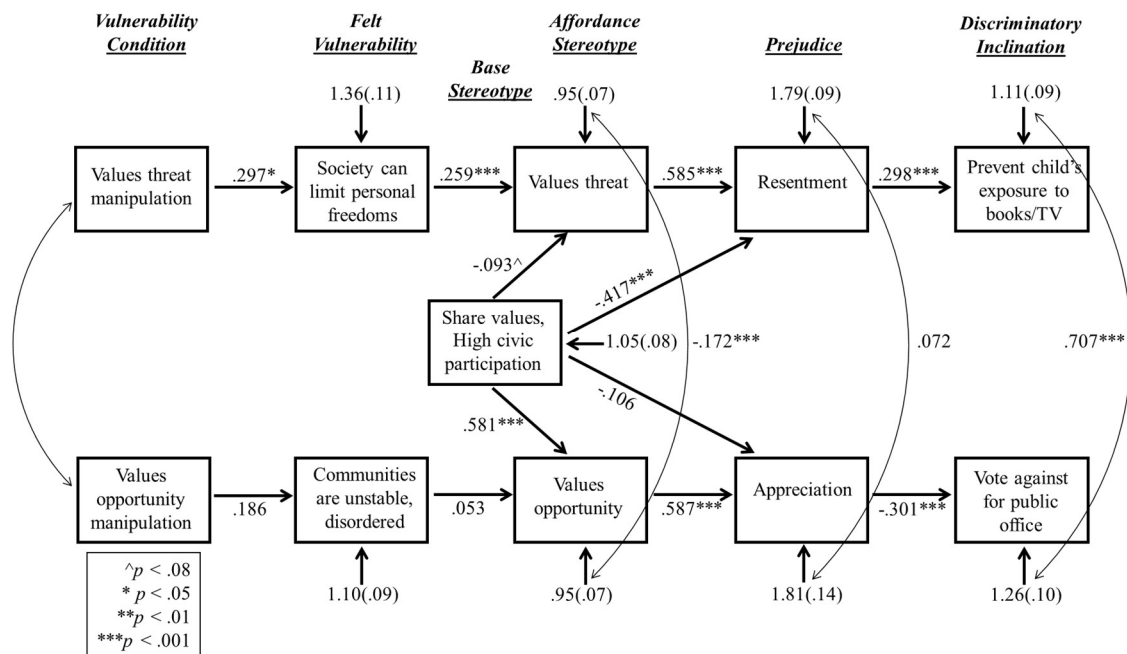 Vulnerability
Condition
Felt
Vulnerability
Base
Stereotype
Affordance
Stereotype
Prejudice
Discriminatory
Inclination
1.36(.11)
.95(.07)
1.79(.09)
1.11(.09)
Values threat
manipulation
.297*
Society can
limit personal
freedoms
.259***
Values threat
.585***
Resentment
.298***
Prevent child's
exposure to
books/TV
-.093^
-.417***
Share values,
High civic
participation
1.05(.08)
-.172***
.072
.707***
-.106
.581***
Values
opportunity
manipulation
.186
Communities
are unstable,
disordered
.053
Values
opportunity
.587***
Appreciation
-.301***
Vote against
for public
office
1.10(.09)
.95(.07)
1.81(.14)
1.26(.10)
^p < .08
* p < .05
**p < .01
***p < .001